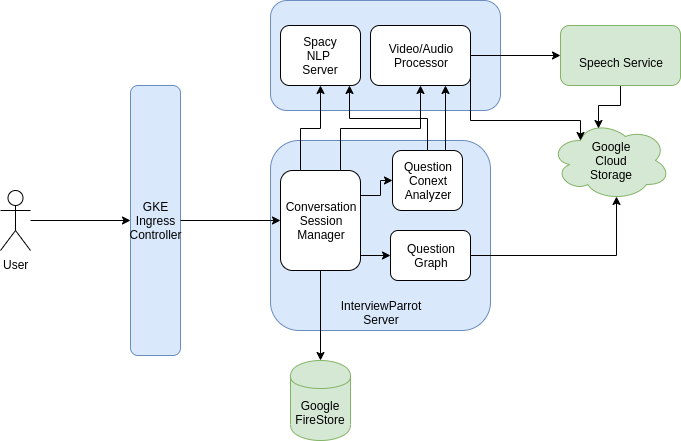 Spacy
NLP
Server
Video/Audio
Processor
Speech Service
Google
Cloud
Storage
GKE
Ingress
Controller
User
Conversation
Session
Manager
Question
Conext
Analyzer
Question
Graph
InterviewParrot
Server
Google
FireStore